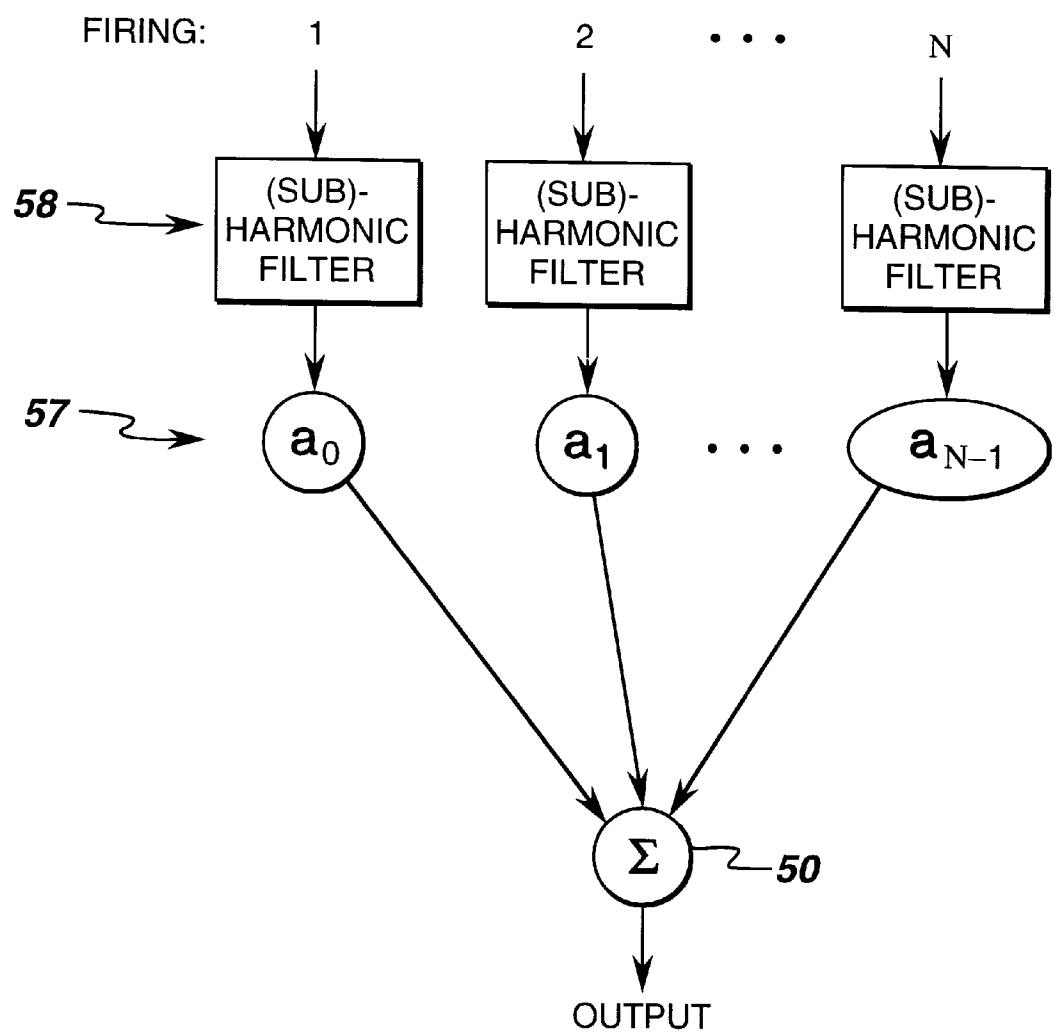 FIRING: 1 2 • • • N
58
(SUB)-
HARMONIC
FILTER
(SUB)-
HARMONIC
FILTER
(SUB)-
HARMONIC
FILTER
57
a0 a1 • • • aN–1
Σ
50
OUTPUT